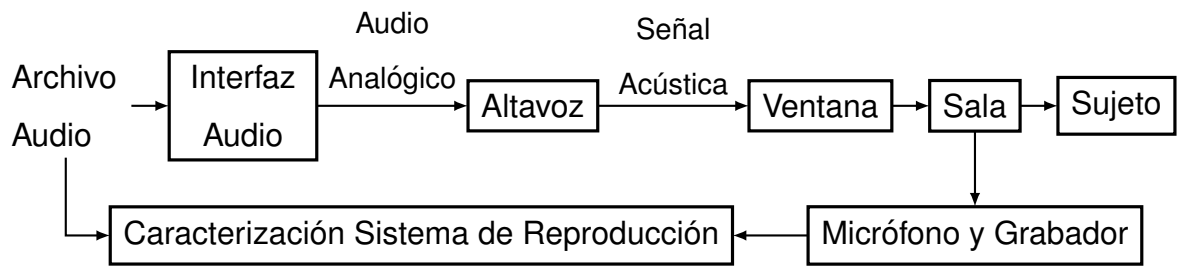 Archivo
Audio
Interfaz
Audio
Audio
Analógico
Altavoz
Señal
Acústica
Ventana
Sala
Sujeto
Caracterización Sistema de Reproducción
Micrófono y Grabador